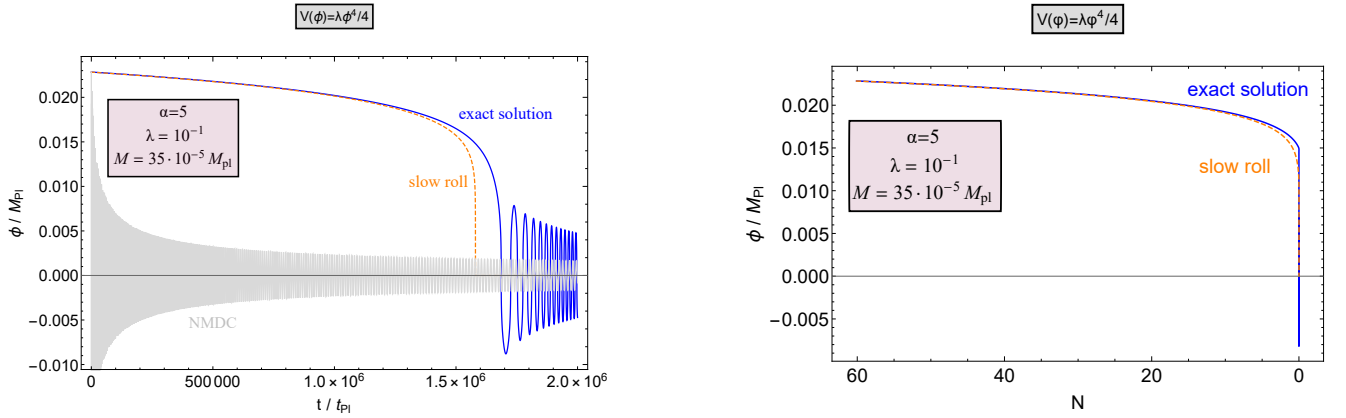 V(ϕ)=λϕ⁴/4
0.020
0.015
0.010
0.005
0.000
−0.005
−0.010
ϕ / M_Pl
α=5
λ = 10⁻¹
M = 35 · 10⁻⁵ M_pl
exact solution
slow roll
NMDC
0 500 000 1.0 × 10⁶ 1.5 × 10⁶ 2.0 × 10⁶
t / t_Pl
V(φ)=λφ⁴/4
0.020
0.015
0.010
0.005
0.000
−0.005
ϕ / M_Pl
exact solution
α=5
λ = 10⁻¹
M = 35 · 10⁻⁵ M_pl
slow roll
60 40 20 0
N